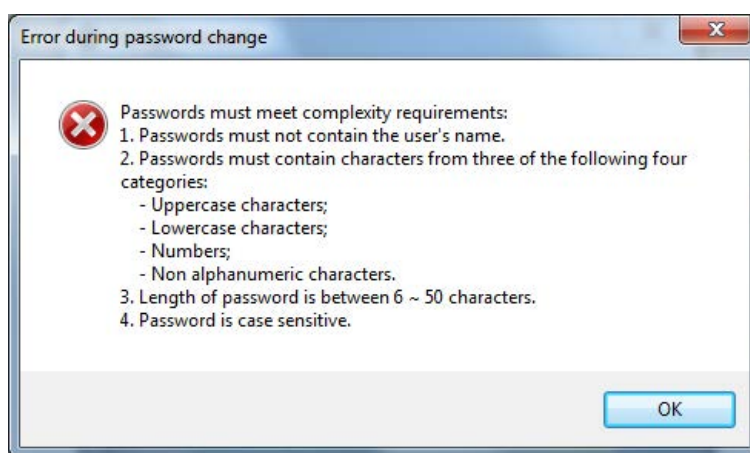 Error during password change
Passwords must meet complexity requirements:
1. Passwords must not contain the user's name.
2. Passwords must contain characters from three of the following four
categories:
- Uppercase characters;
- Lowercase characters;
- Numbers;
- Non alphanumeric characters.
3. Length of password is between 6 ~ 50 characters.
4. Password is case sensitive.
OK